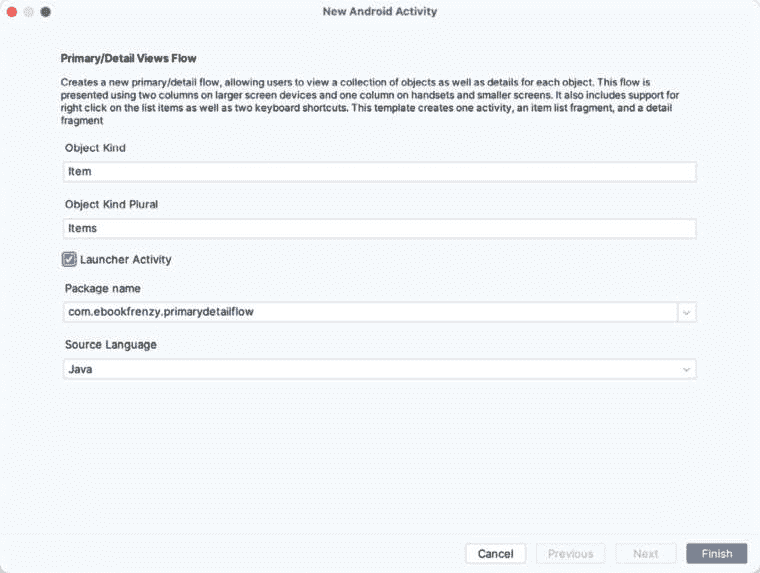 New Android Activity
Primary/Detail Views Flow
Creates a new primary/detail flow, allowing users to view a collection of objects as well as details for each object. This flow is
presented using two columns on larger screen devices and one column on handsets and smaller screens. It also includes support for
right click on the list items as well as two keyboard shortcuts. This template creates one activity, an item list fragment, and a detail
fragment
Object Kind
Item
Object Kind Plural
Items
Launcher Activity
Package name
com.ebookfrenzy.primarydetailflow
Source Language
Java
Cancel Previous Next Finish